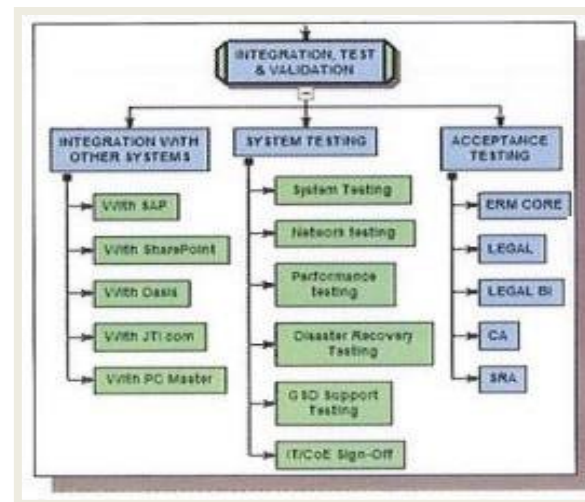 INTEGRATION, TEST
& VALIDATION
INTEGRATION WITH
OTHER SYSTEMS
With SAP
With SharePoint
With Oasis
With JTI com
With PC Master
SYSTEM TESTING
System Testing
Network testing
Performance
testing
Disaster Recovery
Testing
GSD Support
Testing
IT/CoE Sign-Off
ACCEPTANCE
TESTING
ERM CORE
LEGAL
LEGAL BI
CA
SRA